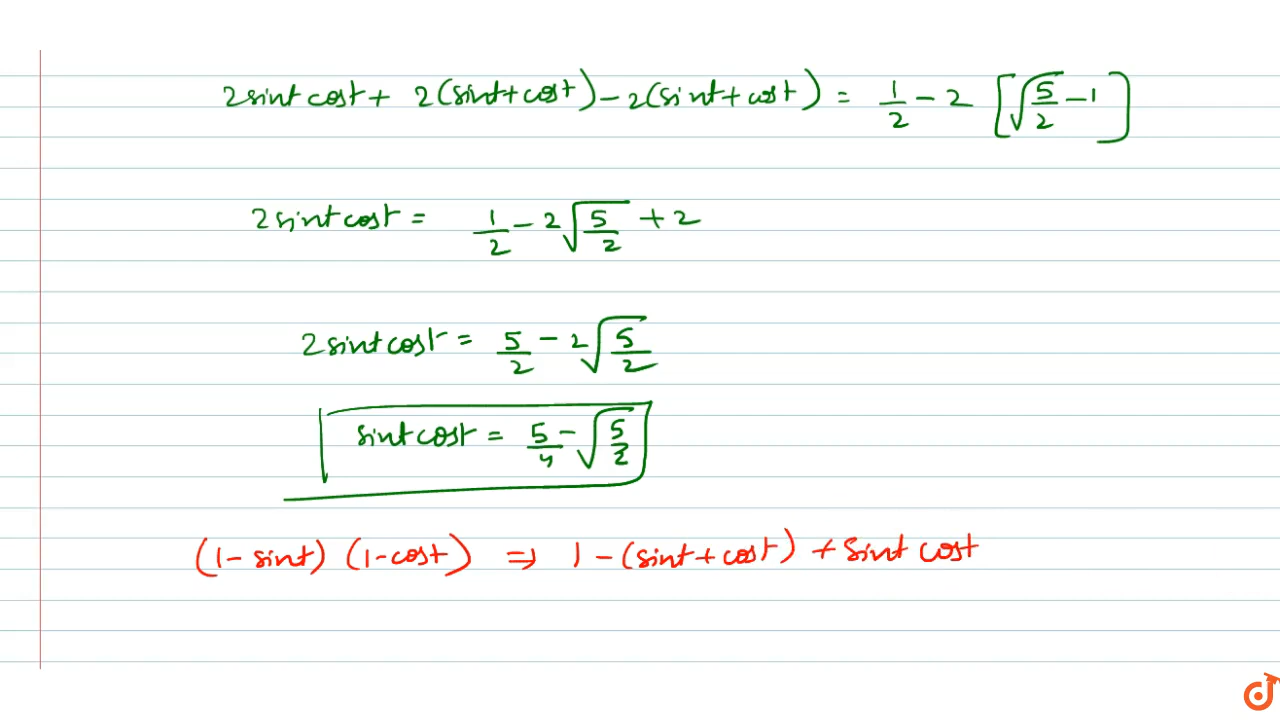 2sint cost + 2(sint+cost) - 2(sint+cost) = 1/2 - 2 [√(5/2) - 1]
2sint cost = 1/2 - 2√(5/2) + 2
2sint cost = 5/2 - 2√(5/2)
sint cost = 5/4 - √(5/2)
(1- sint) (1-cost) ⇒ 1 - (sint + cost) + sint cost